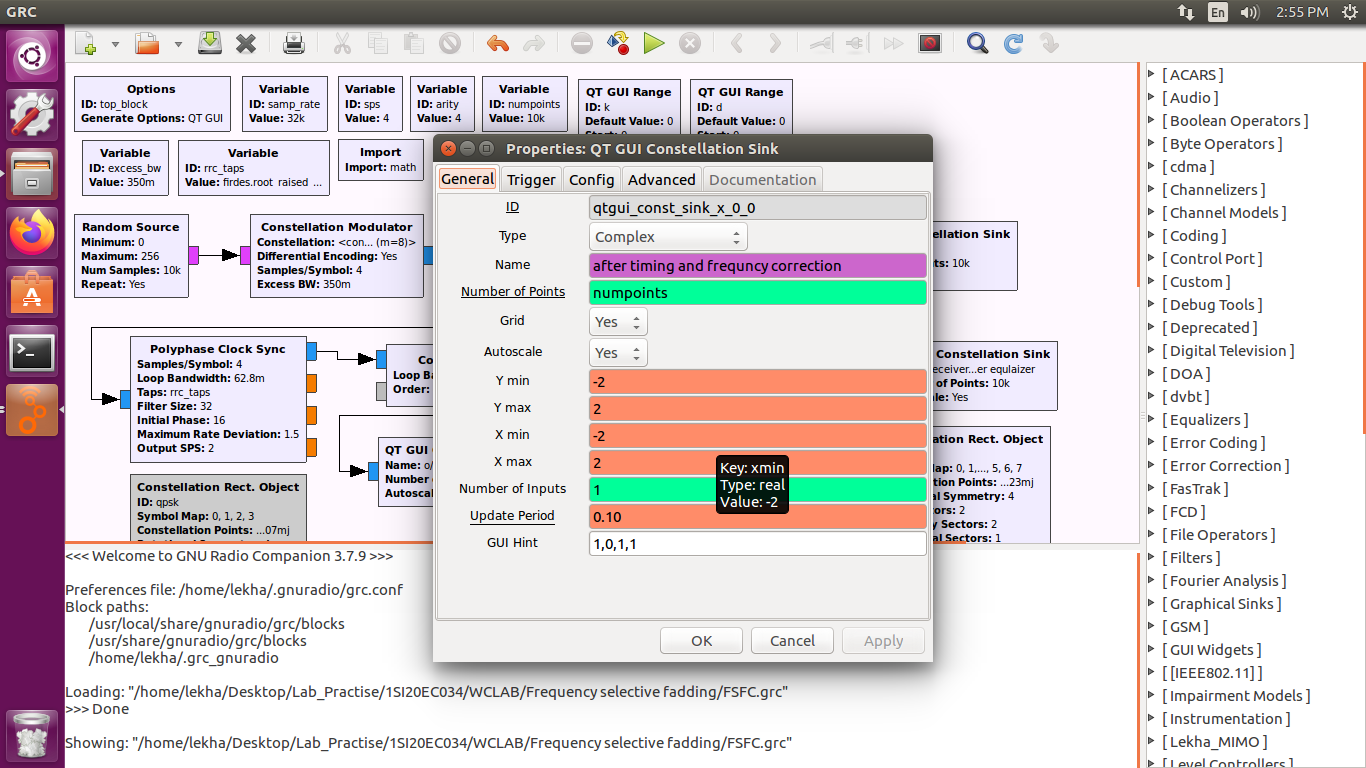 GRC
En
2:55 PM
Options
ID: top_block
Generate Options: QT GUI
Variable
ID: samp_rate
Value: 32k
Variable
ID: sps
Value: 4
Variable
ID: arity
Value: 4
Variable
ID: numpoints
Value: 10k
QT GUI Range
ID: k
Default Value: 0
QT GUI Range
ID: d
Default Value: 0
Variable
ID: excess_bw
Value: 350m
Variable
ID: rrc_taps
Value: firdes.root_raised_...
Import
Import: math
Random Source
Minimum: 0
Maximum: 256
Num Samples: 10k
Repeat: Yes
Constellation Modulator
Constellation: <con... (m=8)>
Differential Encoding: Yes
Samples/Symbol: 4
Excess BW: 350m
Polyphase Clock Sync
Samples/Symbol: 4
Loop Bandwidth: 62.8m
Taps: rrc_taps
Filter Size: 32
Initial Phase: 16
Maximum Rate Deviation: 1.5
Output SPS: 2
Co
Loop Ba
Order:
QT GUI C
Name: o/
Number o
Autosca
Constellation Rect. Object
ID: qpsk
Symbol Map: 0, 1, 2, 3
Constellation Points: ...07mj
Properties: QT GUI Constellation Sink
General
Trigger
Config
Advanced
Documentation
ID
qtgui_const_sink_x_0_0
Type
Complex
Name
after timing and frequncy correction
Number of Points
numpoints
Grid
Yes
Autoscale
Yes
Y min
-2
Y max
2
X min
-2
X max
2
Number of Inputs
1
Update Period
0.10
GUI Hint
1,0,1,1
Key: xmin
Type: real
Value: -2
OK
Cancel
Apply
ellation Sink
ts: 10k
Constellation Sink
eceiver...er equlaizer
of Points: 10k
ale: Yes
ation Rect. Object
ap: 0, 1,..., 5, 6, 7
tion Points: ...23mj
al Symmetry: 4
ctors: 2
y Sectors: 2
ctors: 1
<<< Welcome to GNU Radio Companion 3.7.9 >>>
Preferences file: /home/lekha/.gnuradio/grc.conf
Block paths:
/usr/local/share/gnuradio/grc/blocks
/usr/share/gnuradio/grc/blocks
/home/lekha/.grc_gnuradio
Loading: "/home/lekha/Desktop/Lab_Practise/1SI20EC034/WCLAB/Frequency selective fadding/FSFC.grc"
>>> Done
Showing: "/home/lekha/Desktop/Lab_Practise/1SI20EC034/WCLAB/Frequency selective fadding/FSFC.grc"
[ ACARS ]
[ Audio ]
[ Boolean Operators ]
[ Byte Operators ]
[ cdma ]
[ Channelizers ]
[ Channel Models ]
[ Coding ]
[ Control Port ]
[ Custom ]
[ Debug Tools ]
[ Deprecated ]
[ Digital Television ]
[ DOA ]
[ dvbt ]
[ Equalizers ]
[ Error Coding ]
[ Error Correction ]
[ FasTrak ]
[ FCD ]
[ File Operators ]
[ Filters ]
[ Fourier Analysis ]
[ Graphical Sinks ]
[ GSM ]
[ GUI Widgets ]
[ [IEEE802.11] ]
[ Impairment Models ]
[ Instrumentation ]
[ Lekha_MIMO ]
[ Level Controllers ]